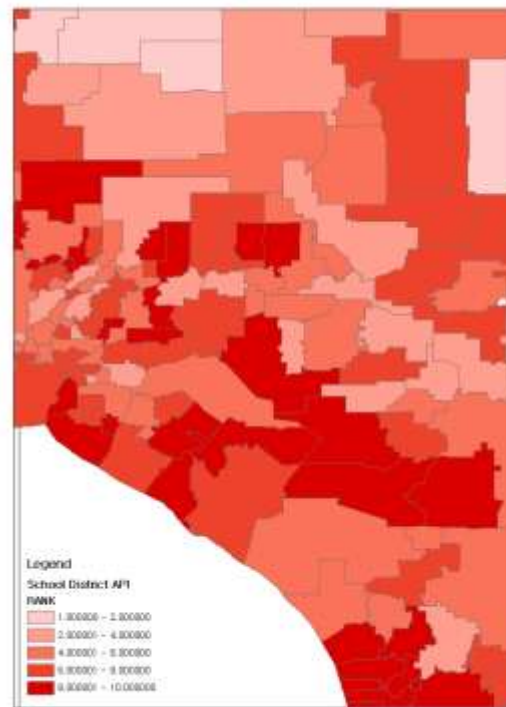 Legend
School District API
RANK
1.000000 - 2.000000
2.000001 - 4.000000
4.000001 - 6.000000
6.000001 - 8.000000
8.000001 - 10.000000